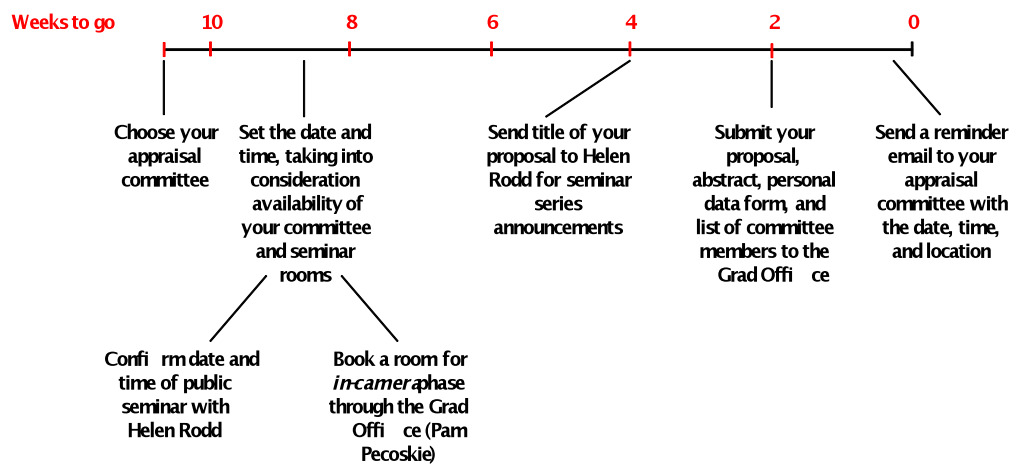 Weeks to go 10 8 6 4 2 0
Choose your
appraisal
committee
Set the date and
time, taking into
consideration
availability of
your committee
and seminar
rooms
Send title of your
proposal to Helen
Rodd for seminar
series
announcements
Submit your
proposal,
abstract, personal
data form, and
list of committee
members to the
Grad Offi ce
Send a reminder
email to your
appraisal
committee with
the date, time,
and location
Confi rm date and
time of public
seminar with
Helen Rodd
Book a room for
in-camera phase
through the Grad
Offi ce (Pam
Pecoskie)